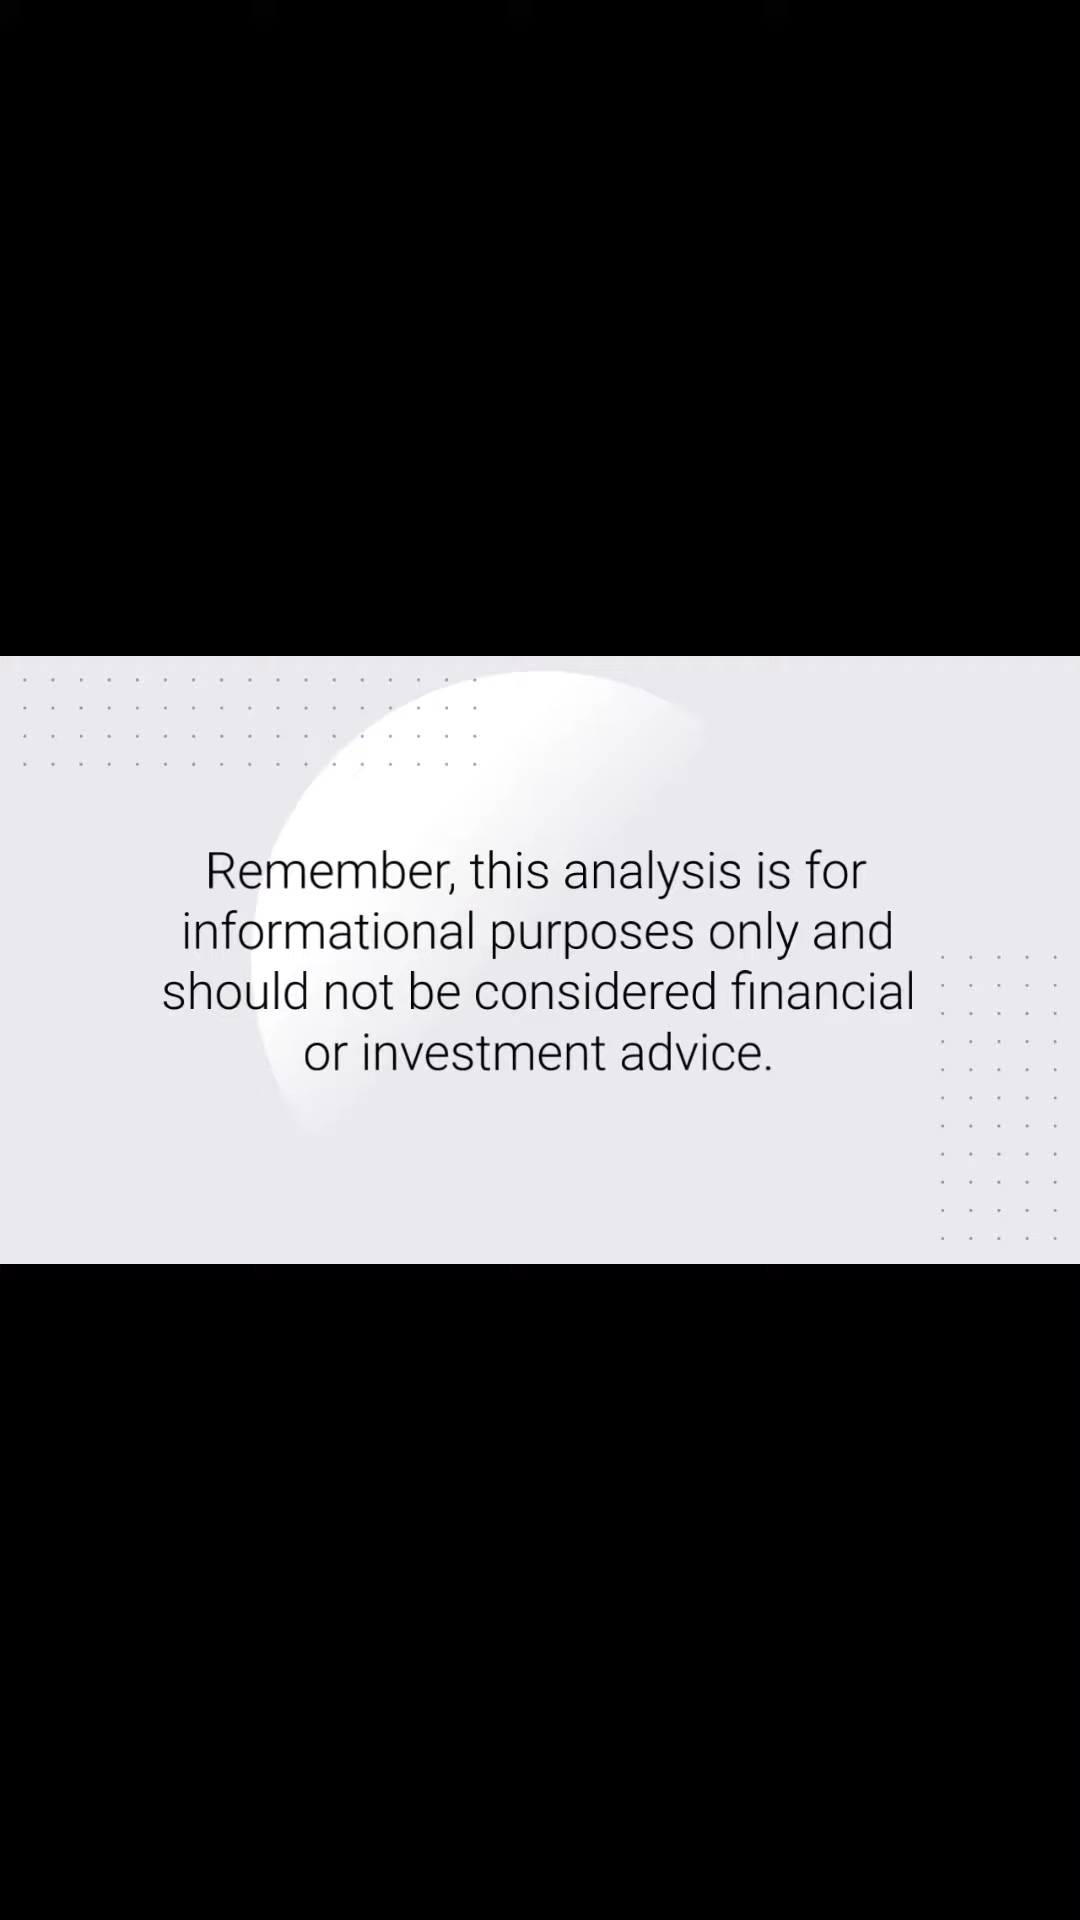 Remember, this analysis is for
informational purposes only and
should not be considered financial
or investment advice.